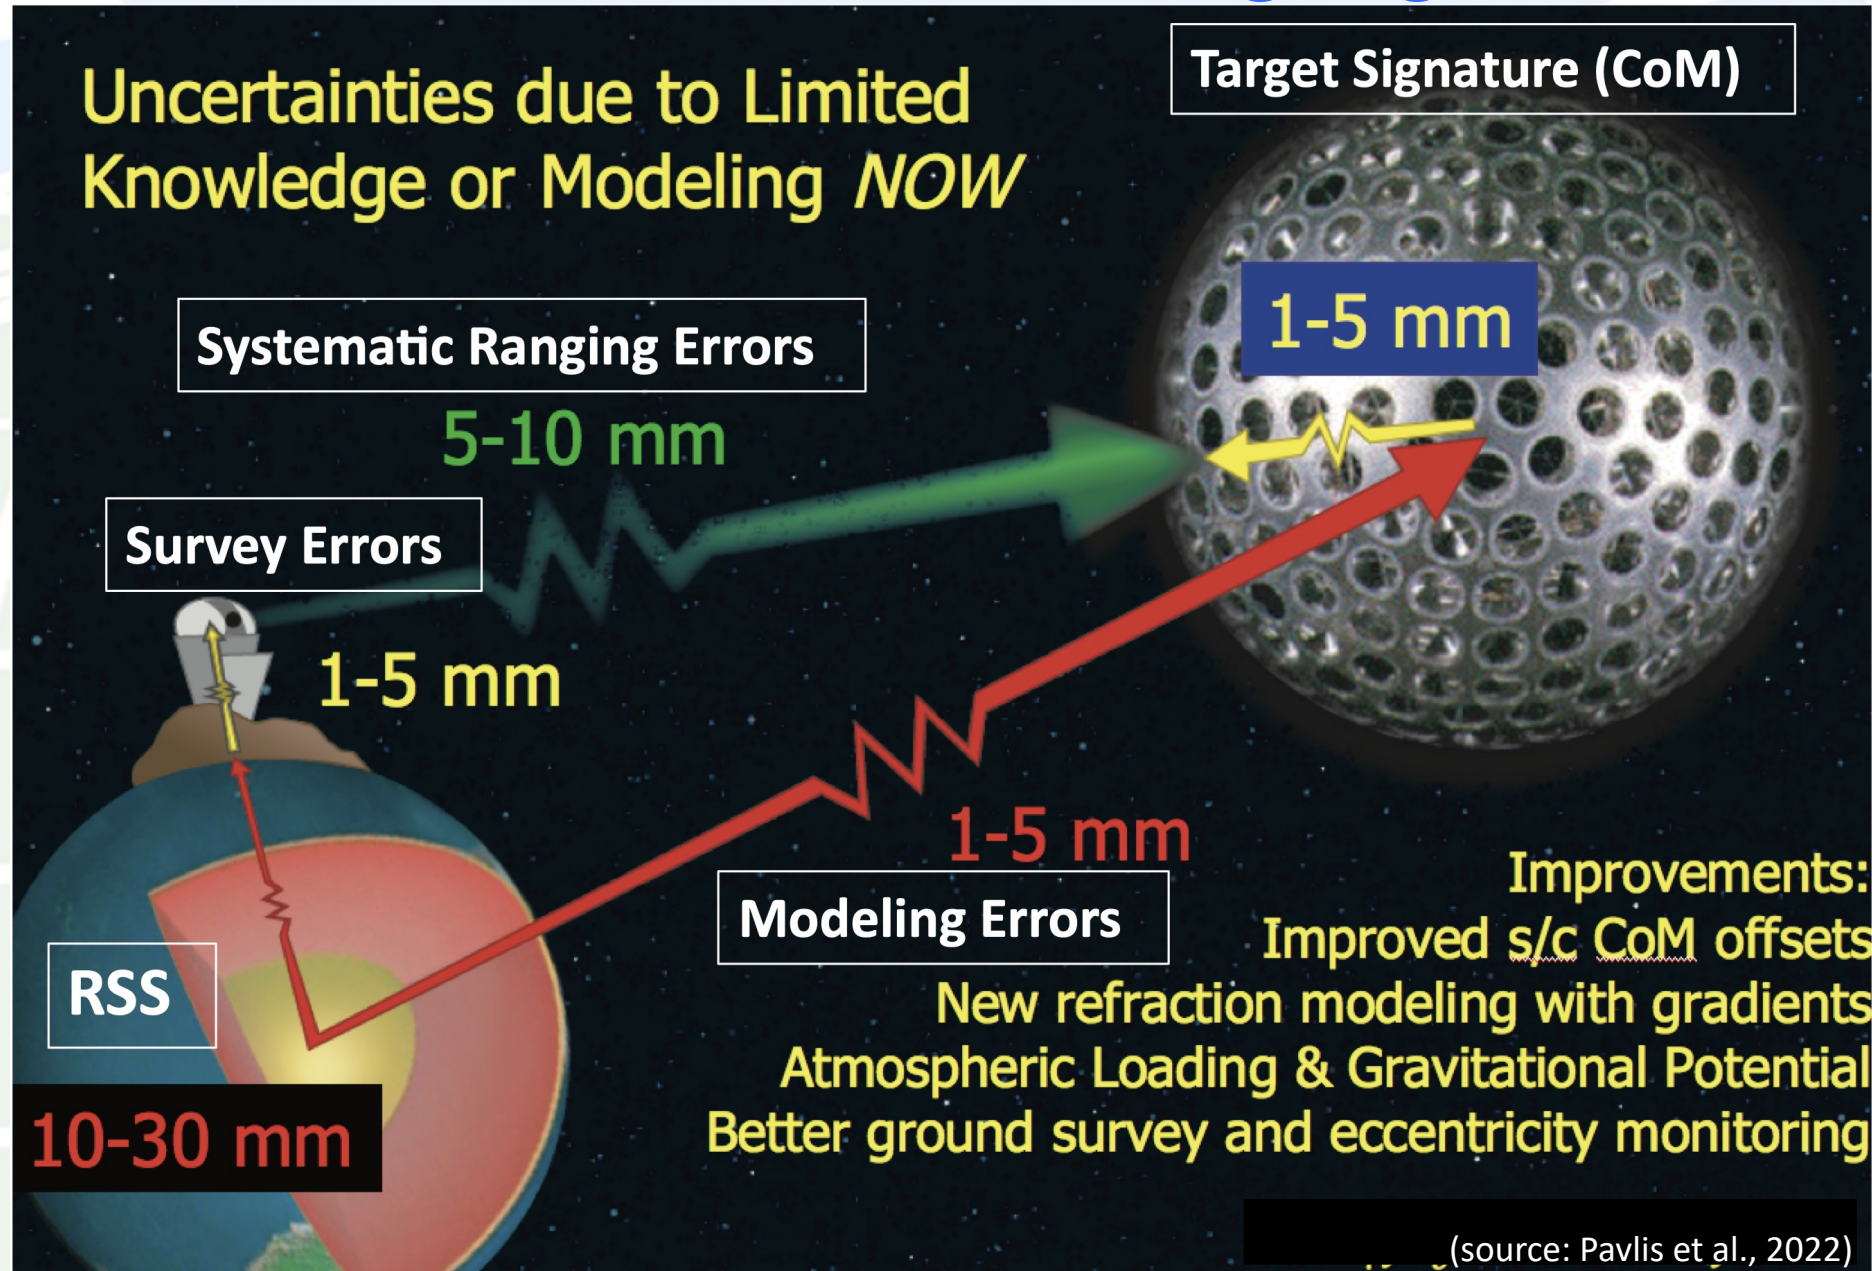 Uncertainties due to Limited
Knowledge or Modeling NOW
Target Signature (CoM)
1-5 mm
Systematic Ranging Errors
5-10 mm
Survey Errors
1-5 mm
1-5 mm
Modeling Errors
RSS
10-30 mm
Improvements:
Improved s/c CoM offsets
New refraction modeling with gradients
Atmospheric Loading & Gravitational Potential
Better ground survey and eccentricity monitoring
(source: Pavlis et al., 2022)